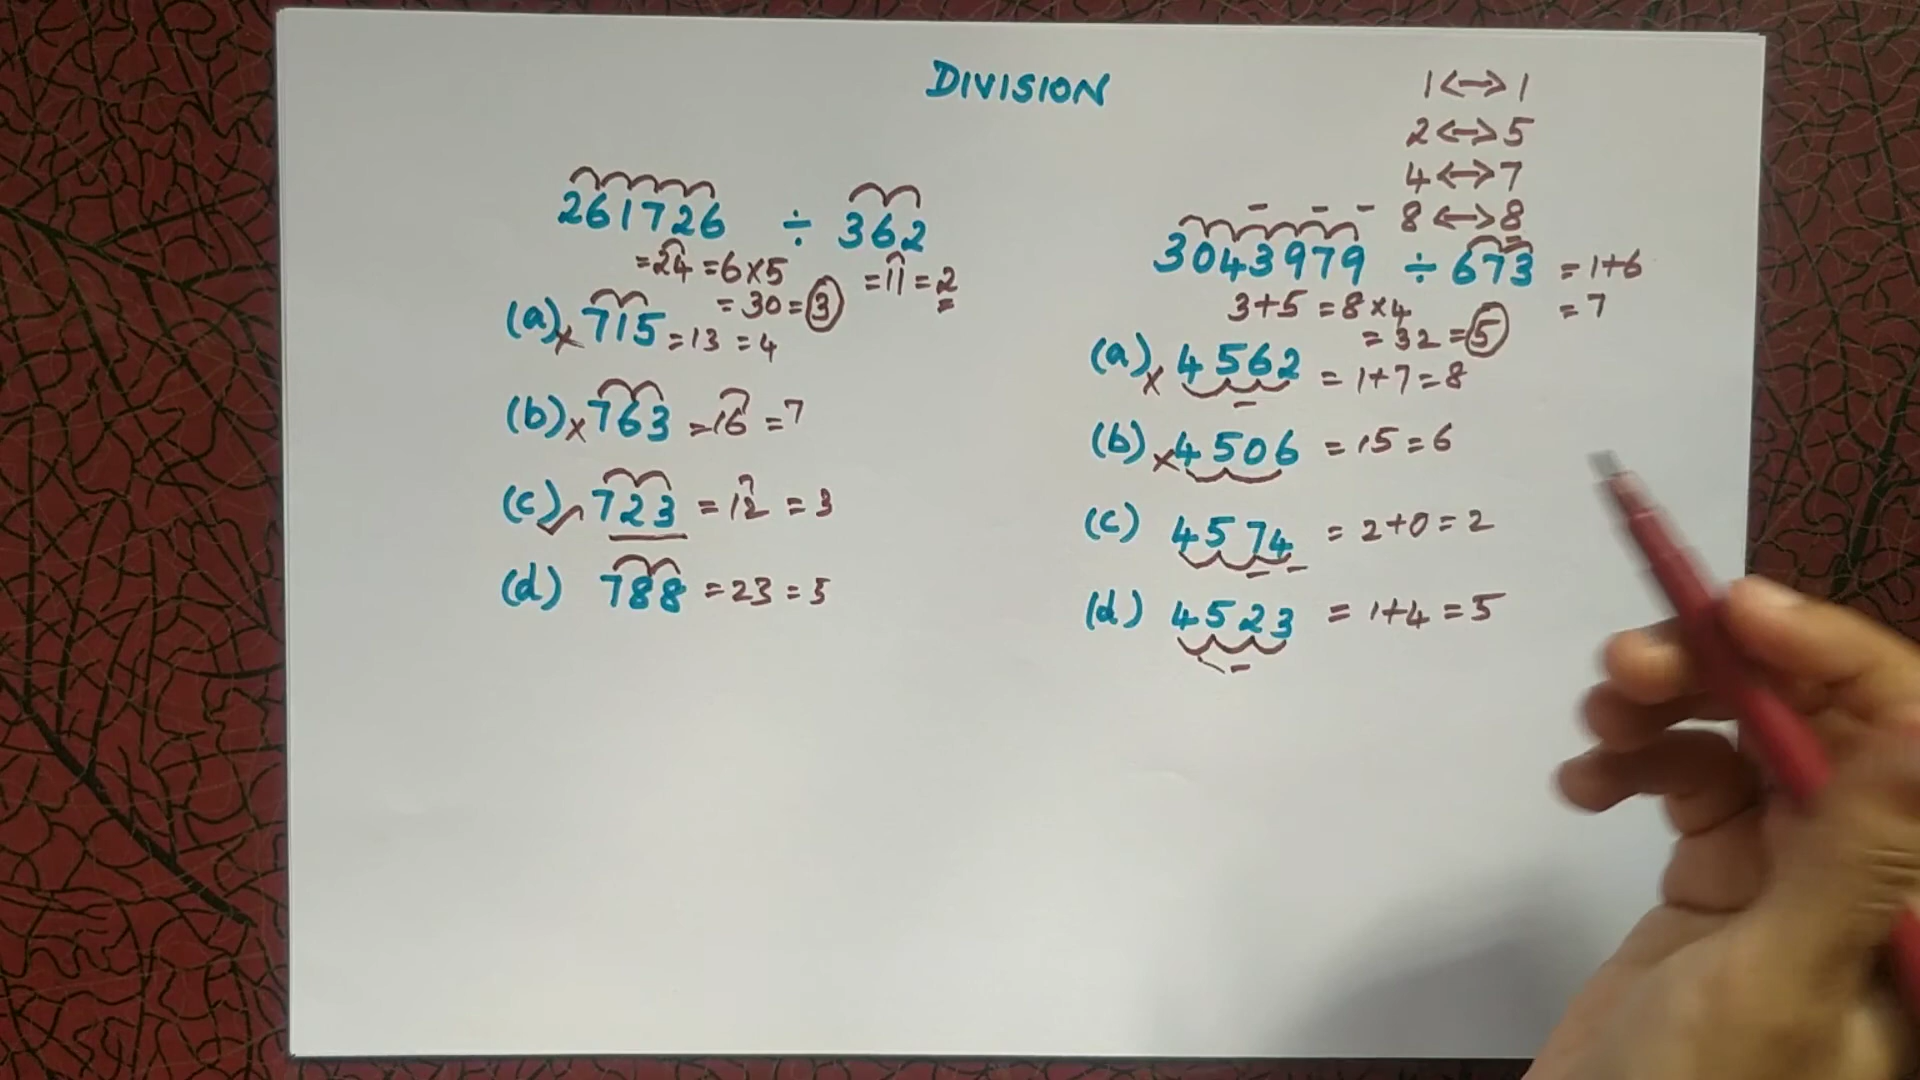 DIVISION
1 <--> 1
2 <--> 5
4 <--> 7
8 <--> 8
261726 ÷ 362
= 24 = 6 x 5
= 30 = 3
= 11 = 2
(a) x 715 = 13 = 4
(b) x 763 = 16 = 7
(c) ✓ 723 = 12 = 3
(d) 788 = 23 = 5
3043979 ÷ 673 = 1+6
= 7
3+5 = 8 x 4
= 32 = 5
(a) x 4562 = 1+7 = 8
(b) x 4506 = 15 = 6
(c) 4574 = 2+0 = 2
(d) 4523 = 1+4 = 5